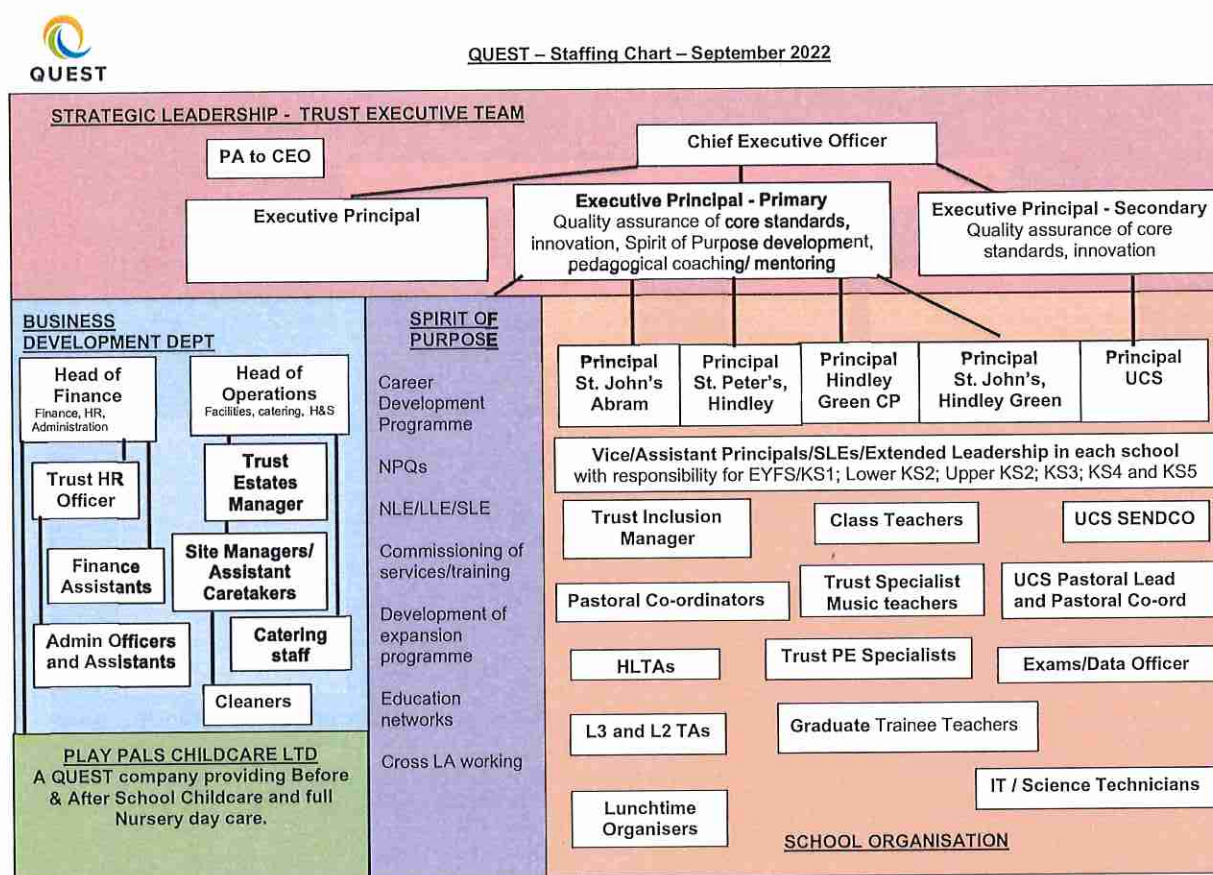 QUEST
QUEST – Staffing Chart – September 2022
STRATEGIC LEADERSHIP - TRUST EXECUTIVE TEAM
PA to CEO
Chief Executive Officer
Executive Principal
Executive Principal - Primary
Quality assurance of core standards,
innovation, Spirit of Purpose development,
pedagogical coaching/ mentoring
Executive Principal - Secondary
Quality assurance of core
standards, innovation
BUSINESS
DEVELOPMENT DEPT
Head of
Finance
Finance, HR,
Administration
Head of
Operations
Facilities, catering, H&S
Trust HR
Officer
Trust
Estates
Manager
Finance
Assistants
Site Managers/
Assistant
Caretakers
Admin Officers
and Assistants
Catering
staff
Cleaners
PLAY PALS CHILDCARE LTD
A QUEST company providing Before
& After School Childcare and full
Nursery day care.
SPIRIT OF
PURPOSE
Career
Development
Programme
NPQs
NLE/LLE/SLE
Commissioning of
services/training
Development of
expansion
programme
Education
networks
Cross LA working
Principal
St. John's
Abram
Principal
St. Peter's,
Hindley
Principal
Hindley
Green CP
Principal
St. John's,
Hindley Green
Principal
UCS
Vice/Assistant Principals/SLEs/Extended Leadership in each school
with responsibility for EYFS/KS1; Lower KS2; Upper KS2; KS3; KS4 and KS5
Trust Inclusion
Manager
Class Teachers
UCS SENDCO
Pastoral Co-ordinators
Trust Specialist
Music teachers
UCS Pastoral Lead
and Pastoral Co-ord
HLTAs
Trust PE Specialists
Exams/Data Officer
L3 and L2 TAs
Graduate Trainee Teachers
IT / Science Technicians
Lunchtime
Organisers
SCHOOL ORGANISATION